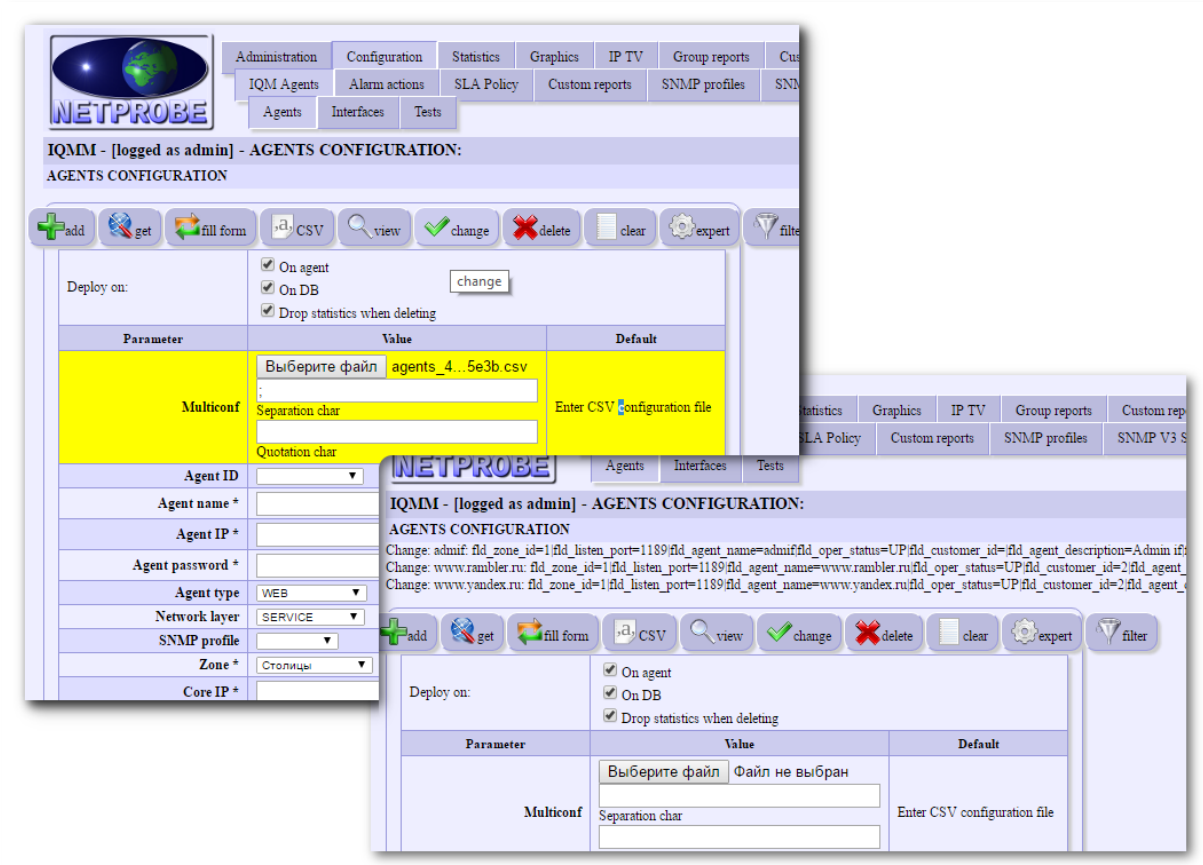 Administration Configuration Statistics Graphics IP TV Group reports
IQM Agents Alarm actions SLA Policy Custom reports SNMP profiles
NETPROBE Agents Interfaces Tests
IQMM - [logged as admin] - AGENTS CONFIGURATION:
AGENTS CONFIGURATION
add get fill form ,a, CSV view change delete clear expert filte
Deploy on:
On agent
On DB
Drop statistics when deleting
change
Parameter Value Default
Multiconf
Выберите файл agents_4...5e3b.csv
;
Separation char
Quotation char
Enter CSV configuration file
Agent ID
Agent name *
Agent IP *
Agent password *
Agent type WEB
Network layer SERVICE
SNMP profile
Zone * Столицы
Core IP *
tatistics Graphics IP TV Group reports Custom rep
SLA Policy Custom reports SNMP profiles SNMP V3 S
NETPROBE Agents Interfaces Tests
IQMM - [logged as admin] - AGENTS CONFIGURATION:
AGENTS CONFIGURATION
Change: admif: fld_zone_id=1|fld_listen_port=1189|fld_agent_name=admif|fld_oper_status=UP|fld_customer_id=|fld_agent_description=Admin if|
Change: www.rambler.ru: fld_zone_id=1|fld_listen_port=1189|fld_agent_name=www.rambler.ru|fld_oper_status=UP|fld_customer_id=2|fld_agent_
Change: www.yandex.ru: fld_zone_id=1|fld_listen_port=1189|fld_agent_name=www.yandex.ru|fld_oper_status=UP|fld_customer_id=2|fld_agent_
add get fill form ,a, CSV view change delete clear expert filter
Deploy on:
On agent
On DB
Drop statistics when deleting
Parameter Value Default
Multiconf
Выберите файл Файл не выбран
Separation char
Enter CSV configuration file